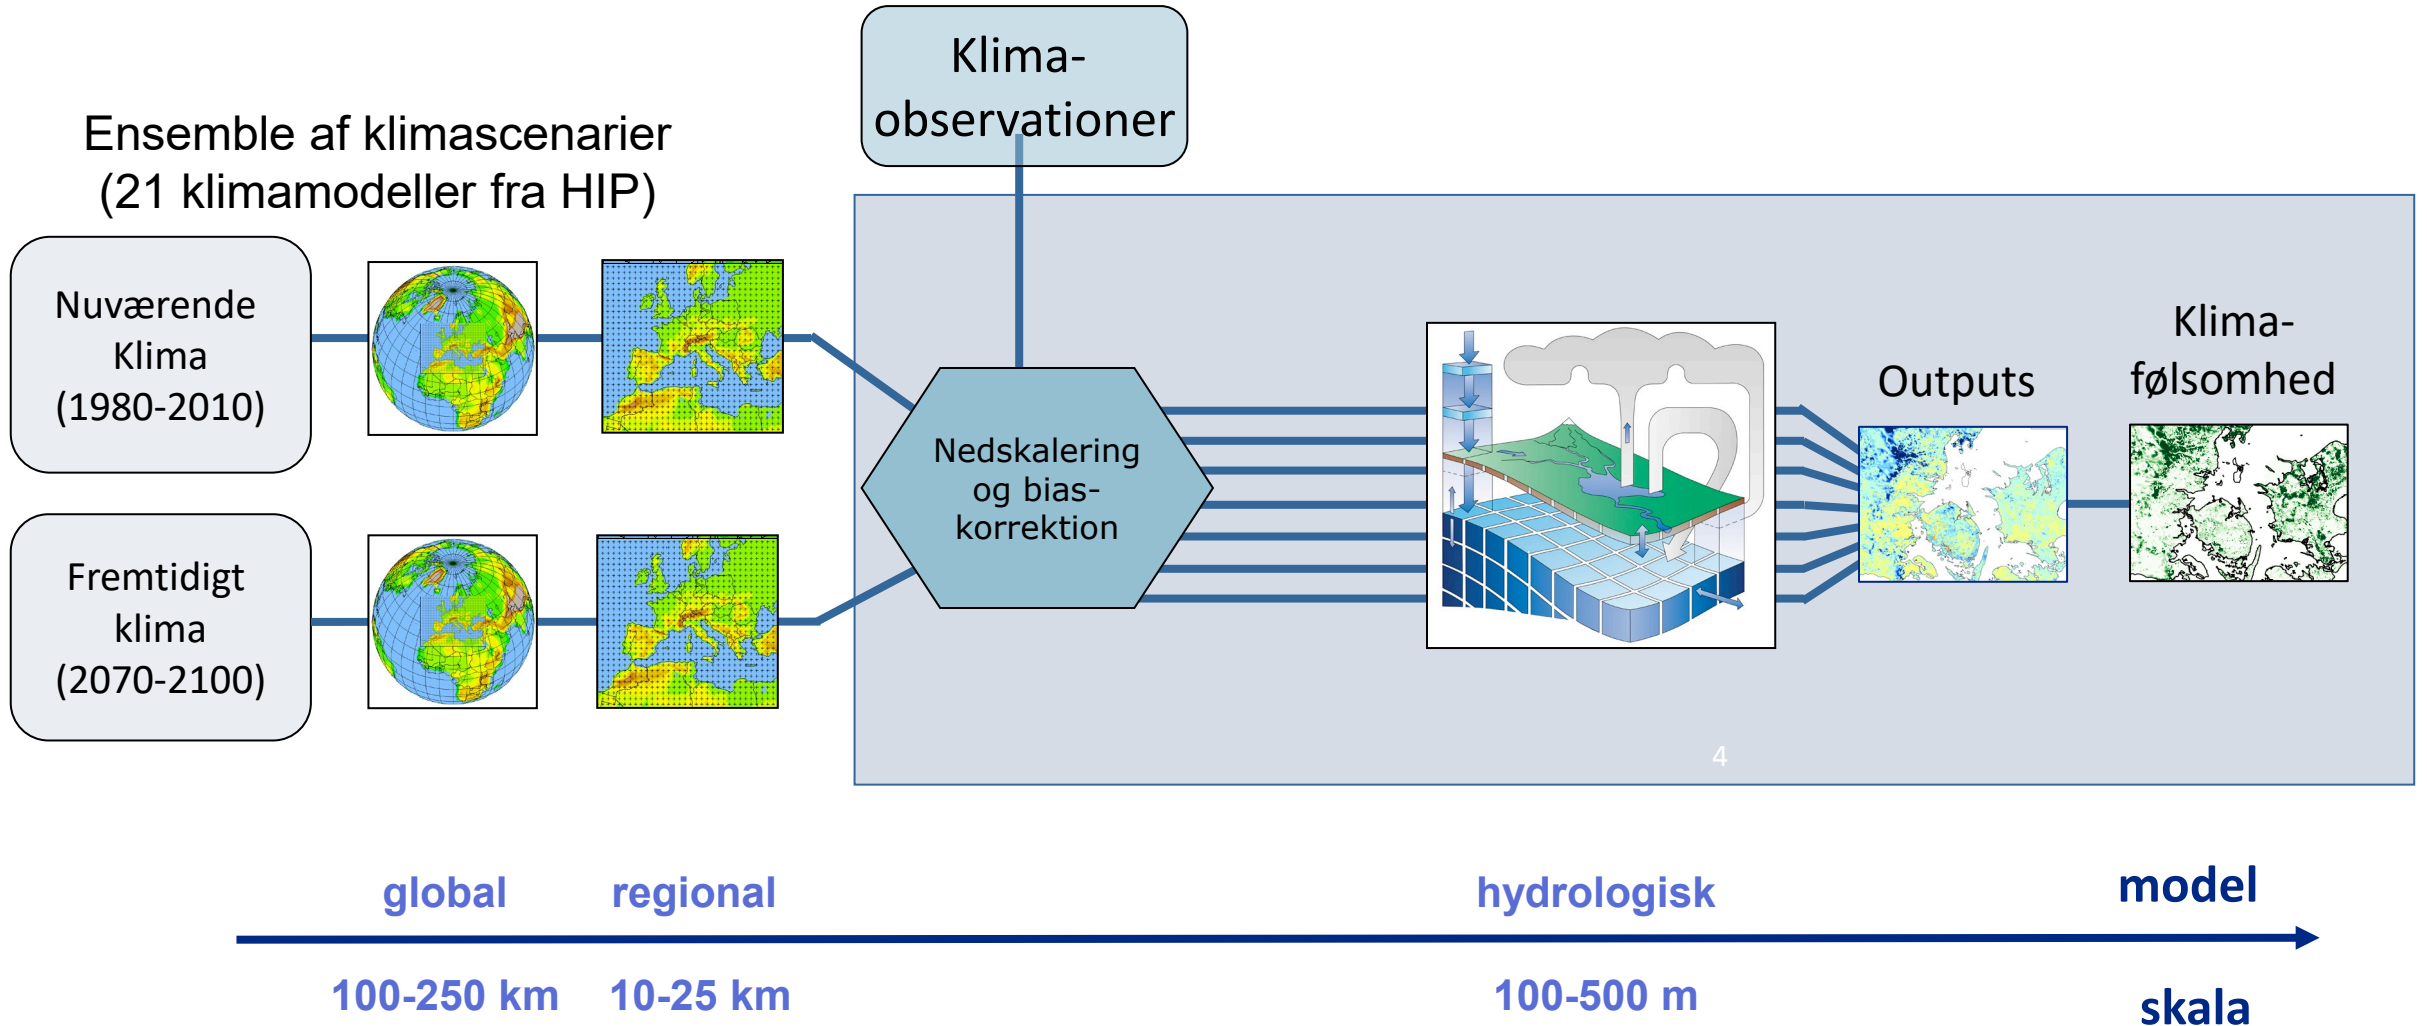 Klima-
observationer
Ensemble af klimascenarier
(21 klimamodeller fra HIP)
Nuværende
Klima
(1980-2010)
Fremtidigt
klima
(2070-2100)
Nedskalering
og bias-
korrektion
Outputs
Klima-
følsomhed
4
global
regional
hydrologisk
model
100-250 km
10-25 km
100-500 m
skala